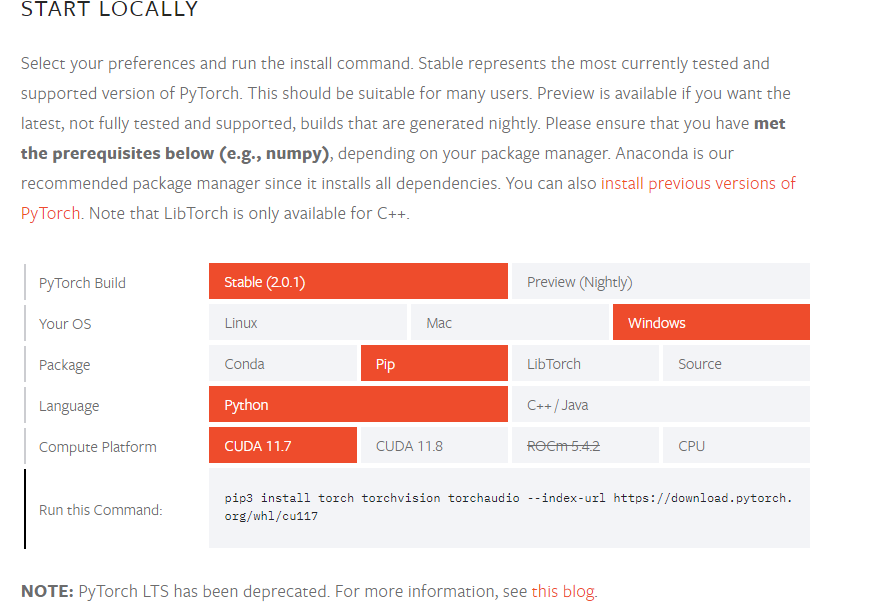 START LOCALLY
Select your preferences and run the install command. Stable represents the most currently tested and
supported version of PyTorch. This should be suitable for many users. Preview is available if you want the
latest, not fully tested and supported, builds that are generated nightly. Please ensure that you have met
the prerequisites below (e.g., numpy), depending on your package manager. Anaconda is our
recommended package manager since it installs all dependencies. You can also install previous versions of
PyTorch. Note that LibTorch is only available for C++.
PyTorch Build Stable (2.0.1) Preview (Nightly)
Your OS Linux Mac Windows
Package Conda Pip LibTorch Source
Language Python C++ / Java
Compute Platform CUDA 11.7 CUDA 11.8 ROCm 5.4.2 CPU
Run this Command: pip3 install torch torchvision torchaudio --index-url https://download.pytorch.
org/whl/cu117
NOTE: PyTorch LTS has been deprecated. For more information, see this blog.